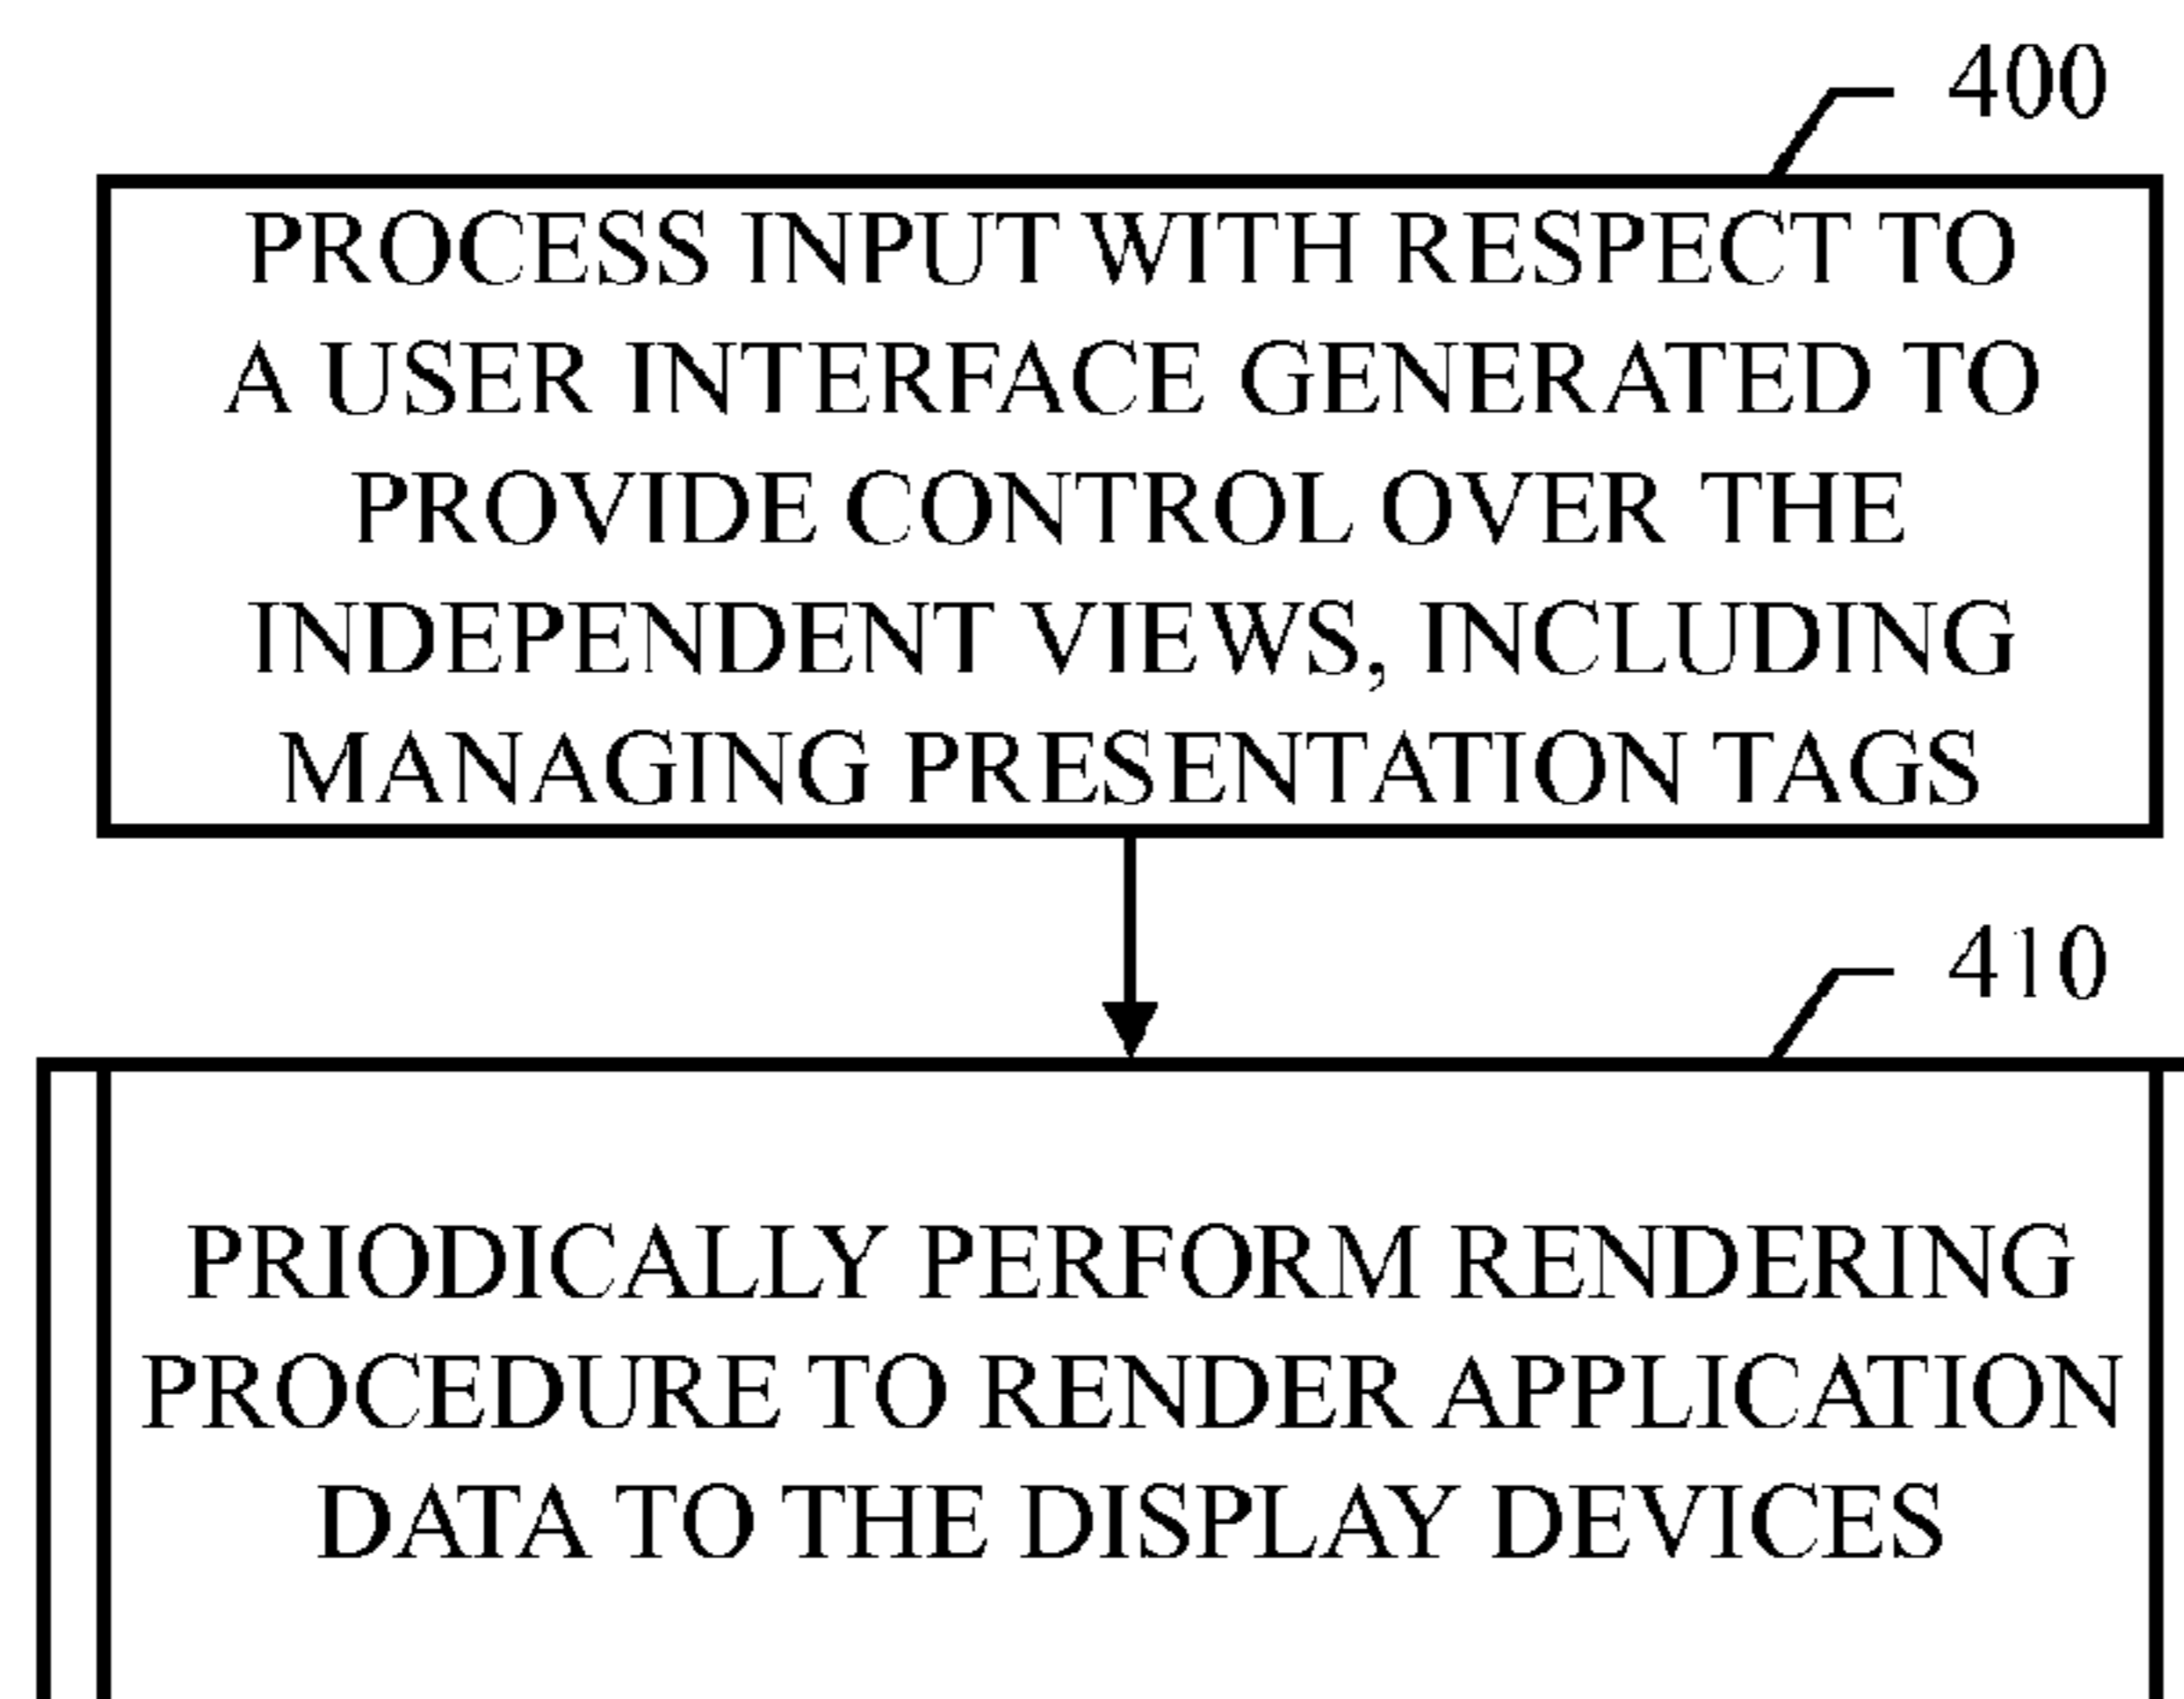 400
PROCESS INPUT WITH RESPECT TO
A USER INTERFACE GENERATED TO
PROVIDE CONTROL OVER THE
INDEPENDENT VIEWS, INCLUDING
MANAGING PRESENTATION TAGS
410
PRIODICALLY PERFORM RENDERING
PROCEDURE TO RENDER APPLICATION
DATA TO THE DISPLAY DEVICES